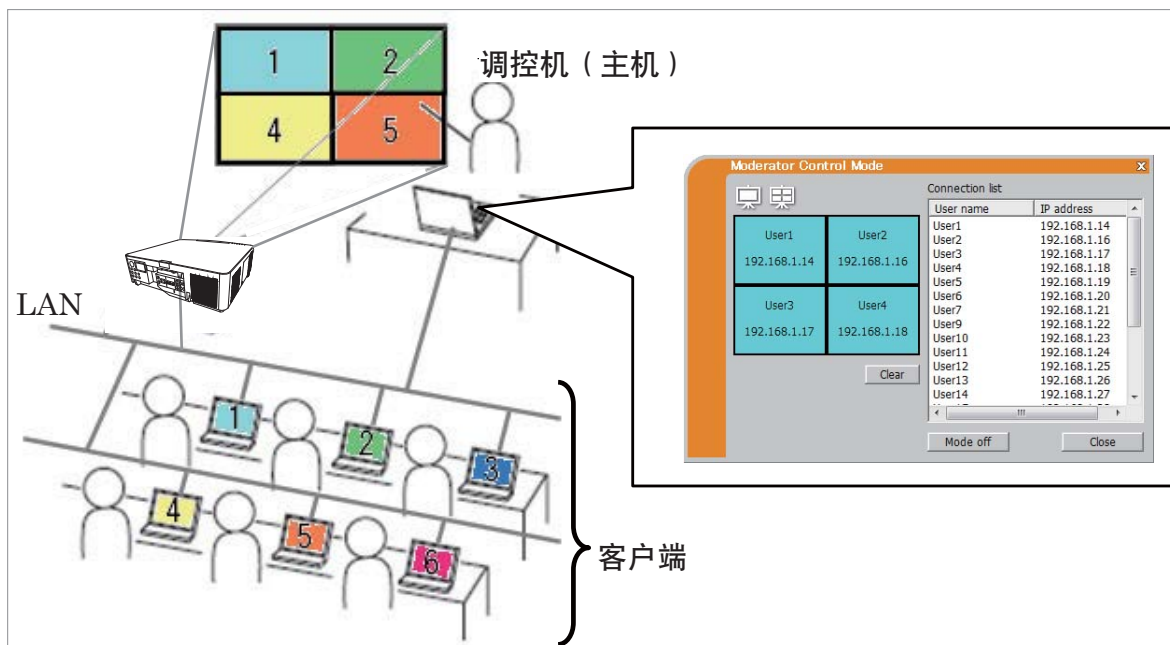 1
2
4
5
调控机（主机）
Moderator Control Mode
x
Connection list
User name IP address
User1 192.168.1.14
User2 192.168.1.16
User3 192.168.1.17
User4 192.168.1.18
User5 192.168.1.19
User6 192.168.1.20
User7 192.168.1.21
User9 192.168.1.22
User10 192.168.1.23
User11 192.168.1.24
User12 192.168.1.25
User13 192.168.1.26
User14 192.168.1.27
User1
192.168.1.14
User2
192.168.1.16
User3
192.168.1.17
User4
192.168.1.18
Clear
Mode off
Close
LAN
1
2
3
4
5
6
客户端